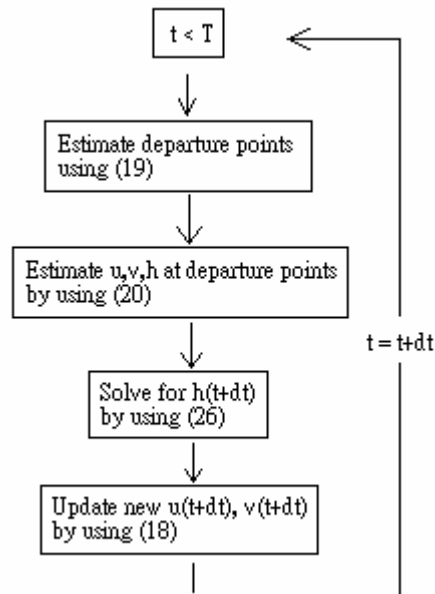 t < T
Estimate departure points
using (19)
Estimate u,v,h at departure points
by using (20)
t = t+dt
Solve for h(t+dt)
by using (26)
Update new u(t+dt), v(t+dt)
by using (18)